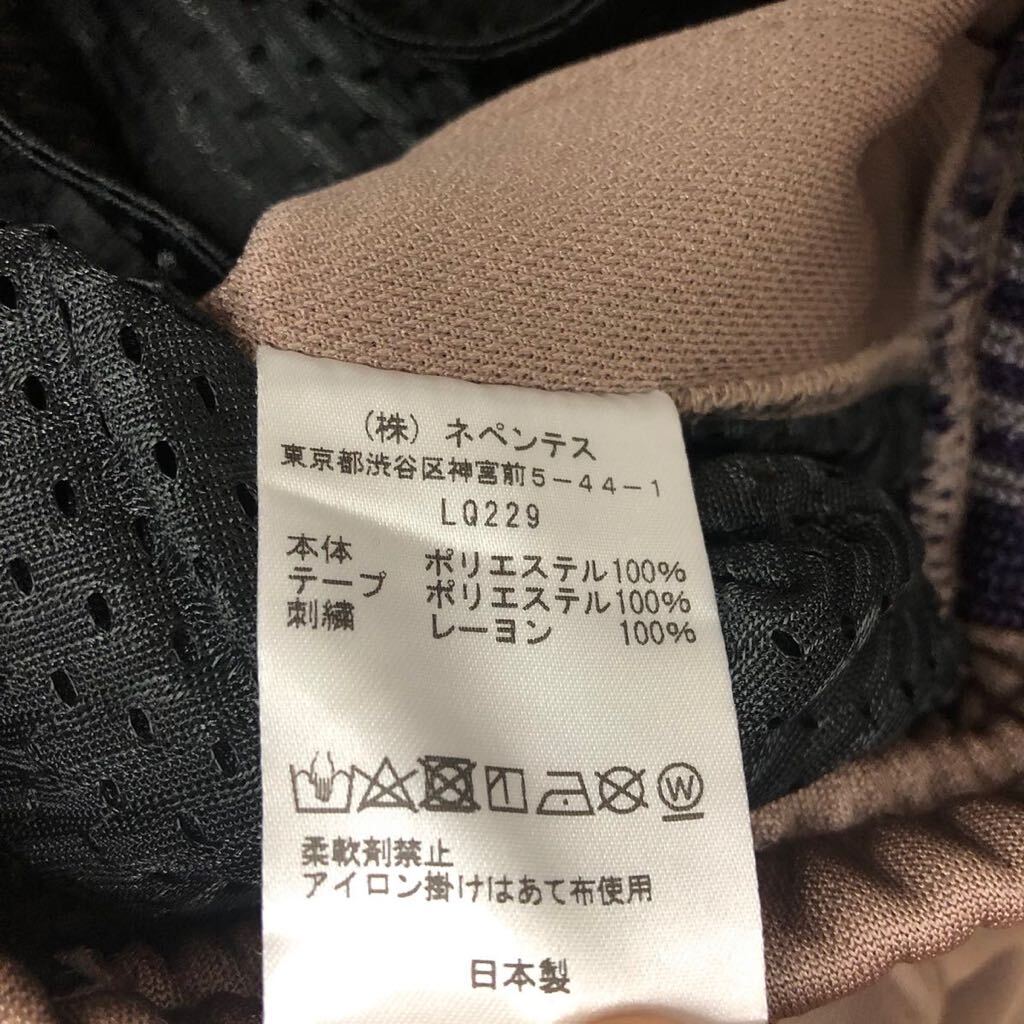 (株) ネペンテス
東京都渋谷区神宮前5-44-1
LQ229
本体 ポリエステル100%
テープ ポリエステル100%
刺繍 レーヨン 100%
W
柔軟剤禁止
アイロン掛けはあて布使用
日本製